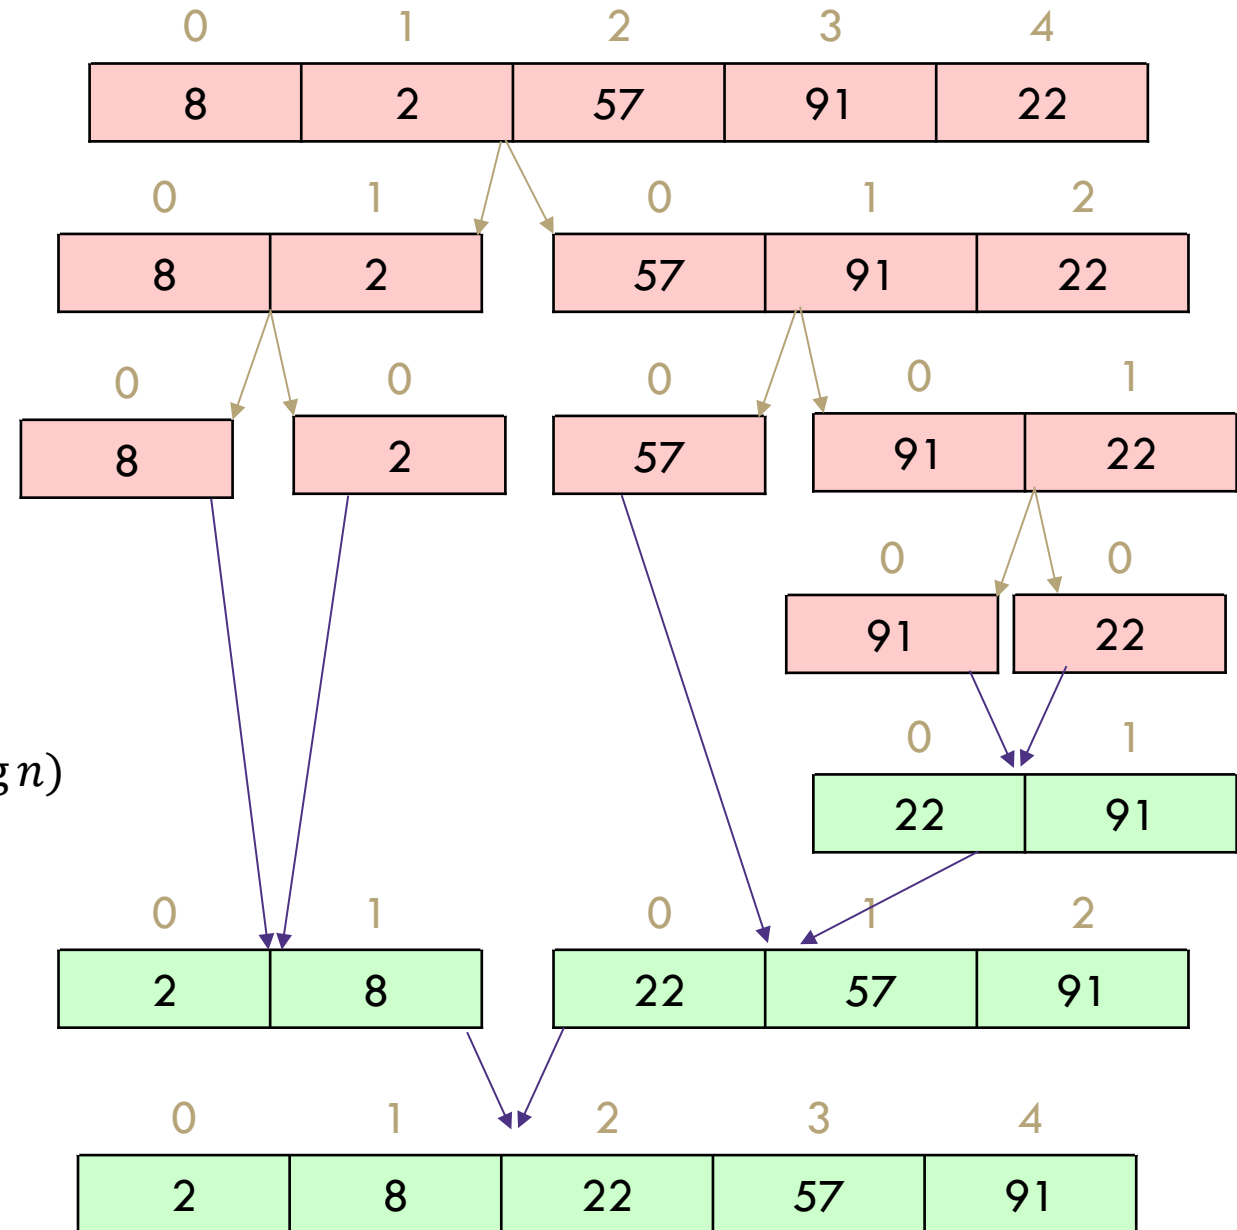 0 1 2 3 4
8 2 57 91 22
0 1 0 1 2
8 2 57 91 22
0 0 0 0 1
8 2 57 91 22
0 0
91 22
0 1
g n)
22 91
0 1 0 1 2
2 8 22 57 91
0 1 2 3 4
2 8 22 57 91